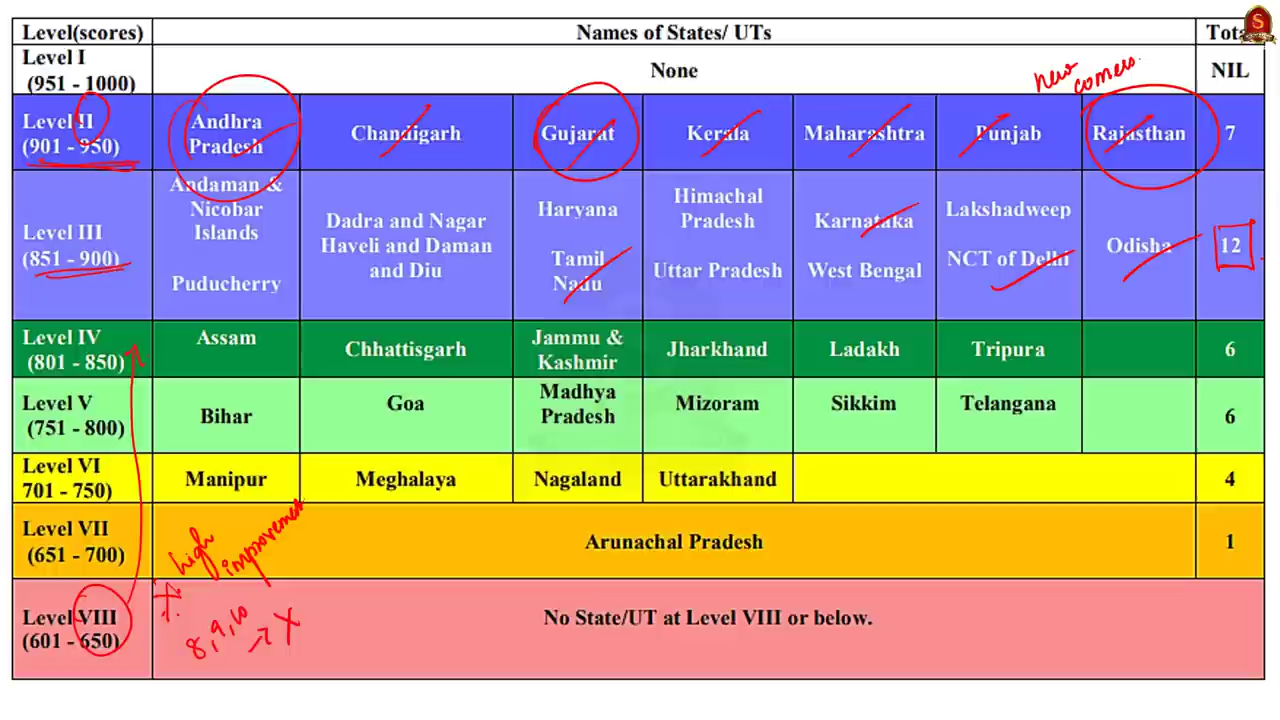 Level(scores) Names of States/ UTs Tota
S
Level I
(951 - 1000)
None
NIL
new
comers
Level II
(901 - 950)
Andhra
Pradesh
Chandigarh
Gujarat
Kerala
Maharashtra
Punjab
Rajasthan
7
Level III
(851 - 900)
Andaman &
Nicobar
Islands
Puducherry
Dadra and Nagar
Haveli and Daman
and Diu
Haryana
Tamil
Nadu
Himachal
Pradesh
Uttar Pradesh
Karnataka
West Bengal
Lakshadweep
NCT of Delhi
Odisha
12
Level IV
(801 - 850)
Assam
Chhattisgarh
Jammu &
Kashmir
Jharkhand
Ladakh
Tripura
6
Level V
(751 - 800)
Bihar
Goa
Madhya
Pradesh
Mizoram
Sikkim
Telangana
6
Level VI
701 - 750)
Manipur
Meghalaya
Nagaland
Uttarakhand
4
Level VII
(651 - 700)
Arunachal Pradesh
1
high
improvement
Level VIII
(601 - 650)
8, 9, 10
→ X
No State/UT at Level VIII or below.